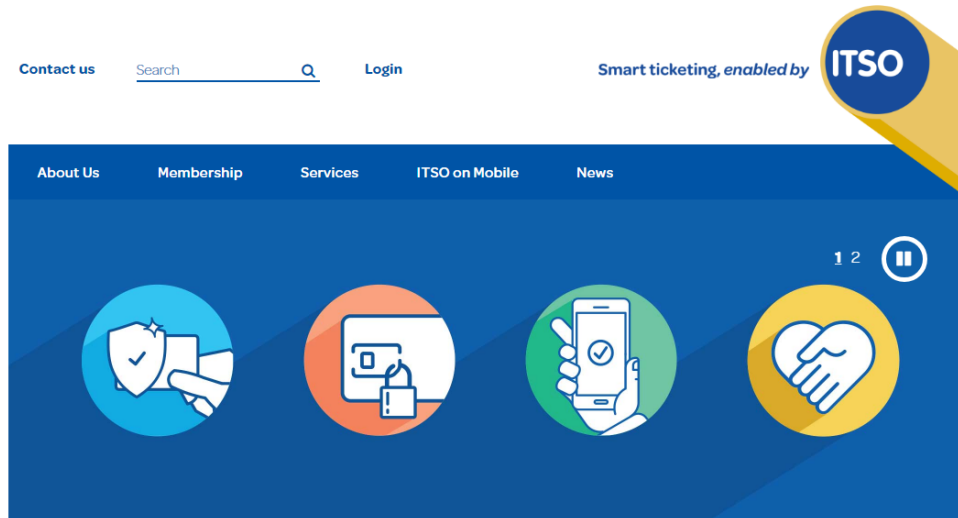 Contact us Search Login Smart ticketing, enabled by ITSO
About Us Membership Services ITSO on Mobile News
1 2